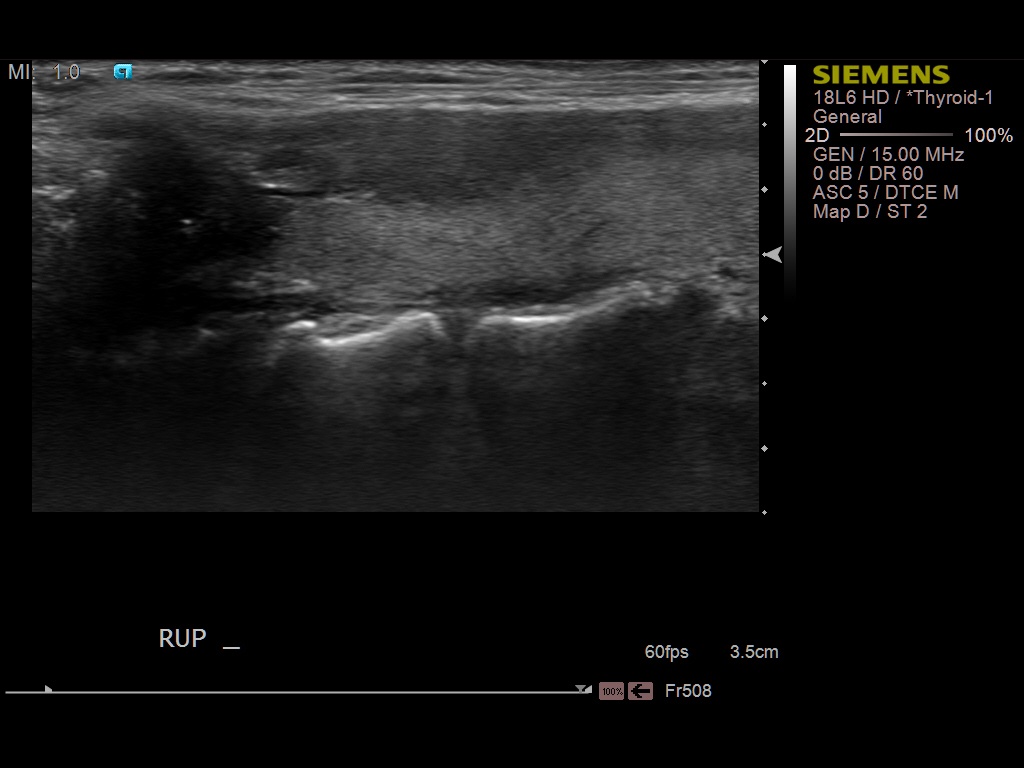 MI: 1.0
SIEMENS
18L6 HD / *Thyroid-1
General
2D 100%
GEN / 15.00 MHz
0 dB / DR 60
ASC 5 / DTCE M
Map D / ST 2
RUP _
60fps 3.5cm
100% Fr508